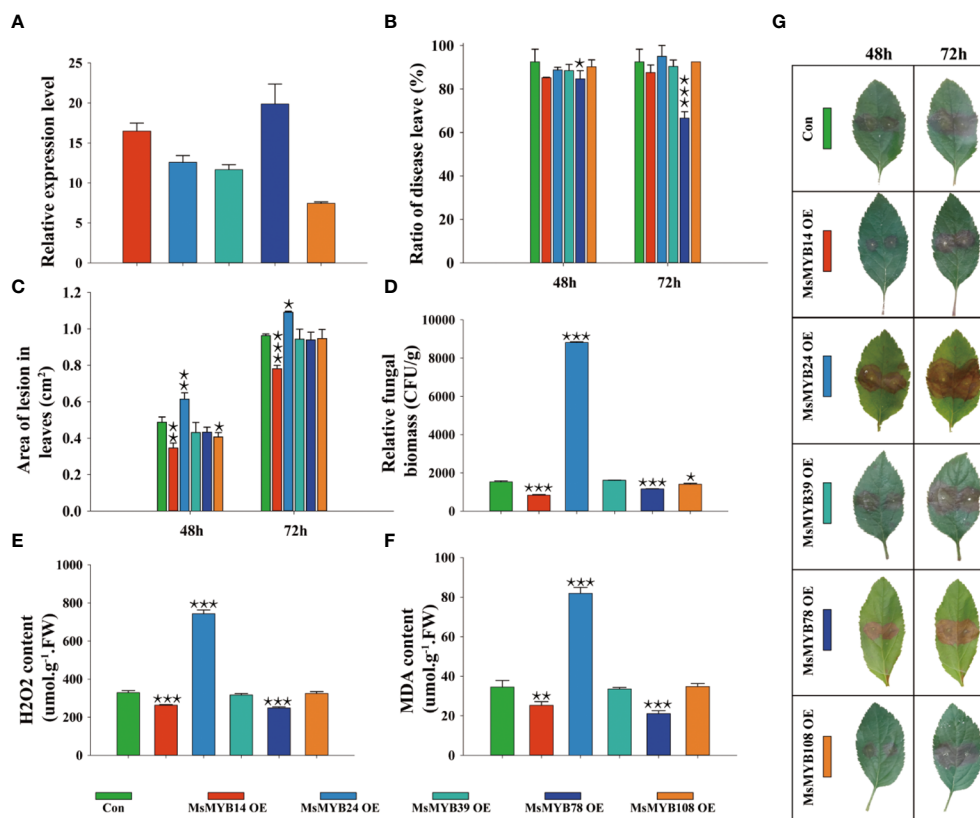 A
Relative expression level
25
20
15
10
5
0
B
Ratio of disease leave (%)
100
80
60
40
20
0
★
★★★
48h
72h
C
Area of lesion in
leaves (cm²)
1.2
1.0
0.8
0.6
0.4
0.2
0.0
★★
★★
★
★★★
★
48h
72h
D
Relative fungal
biomass (CFU/g)
10000
8000
6000
4000
2000
0
★★★
★★★
★★★
★
E
H2O2 content
(umol.g⁻¹.FW)
1000
800
600
400
200
0
★★★
★★★
★★★
F
MDA content
(umol.g⁻¹.FW)
100
80
60
40
20
0
★★
★★★
★★★
Con
MsMYB14 OE
MsMYB24 OE
MsMYB39 OE
MsMYB78 OE
MsMYB108 OE
G
48h
72h
Con
MsMYB14 OE
MsMYB24 OE
MsMYB39 OE
MsMYB78 OE
MsMYB108 OE